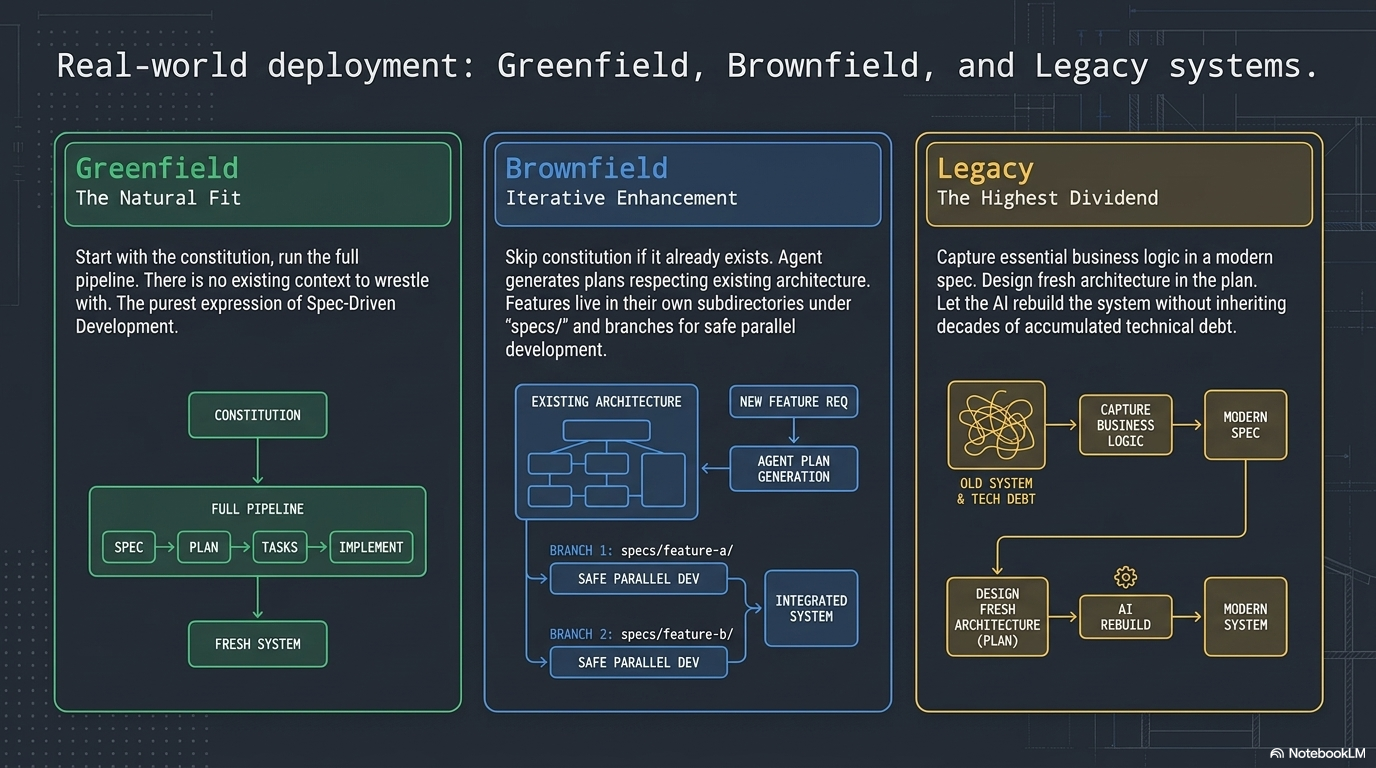 Real-world deployment: Greenfield, Brownfield, and Legacy systems.
Greenfield
The Natural Fit
Start with the constitution, run the full
pipeline. There is no existing context to wrestle
with. The purest expression of Spec-Driven
Development.
CONSTITUTION
FULL PIPELINE
SPEC
PLAN
TASKS
IMPLEMENT
FRESH SYSTEM
Brownfield
Iterative Enhancement
Skip constitution if it already exists. Agent
generates plans respecting existing architecture.
Features live in their own subdirectories under
“specs/” and branches for safe parallel
development.
EXISTING ARCHITECTURE
NEW FEATURE REQ
AGENT PLAN
GENERATION
BRANCH 1: specs/feature-a/
SAFE PARALLEL DEV
BRANCH 2: specs/feature-b/
SAFE PARALLEL DEV
INTEGRATED
SYSTEM
Legacy
The Highest Dividend
Capture essential business logic in a modern
spec. Design fresh architecture in the plan.
Let the AI rebuild the system without inheriting
decades of accumulated technical debt.
OLD SYSTEM
& TECH DEBT
CAPTURE
BUSINESS
LOGIC
MODERN
SPEC
DESIGN
FRESH
ARCHITECTURE
(PLAN)
AI
REBUILD
MODERN
SYSTEM
NotebookLM